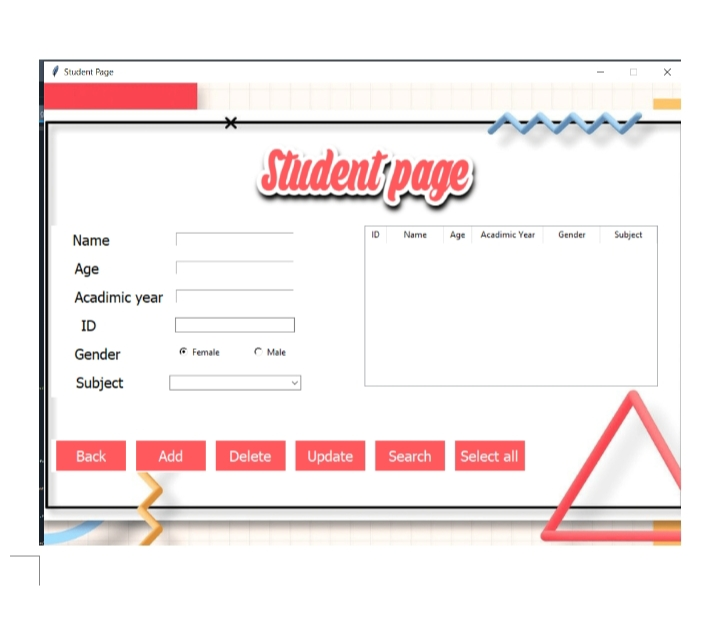 Student Page
Student page
Name
Age
Acadimic year
ID
Gender
Female
Male
Subject
ID Name Age Acadimic Year Gender Subject
Back Add Delete Update Search Select all